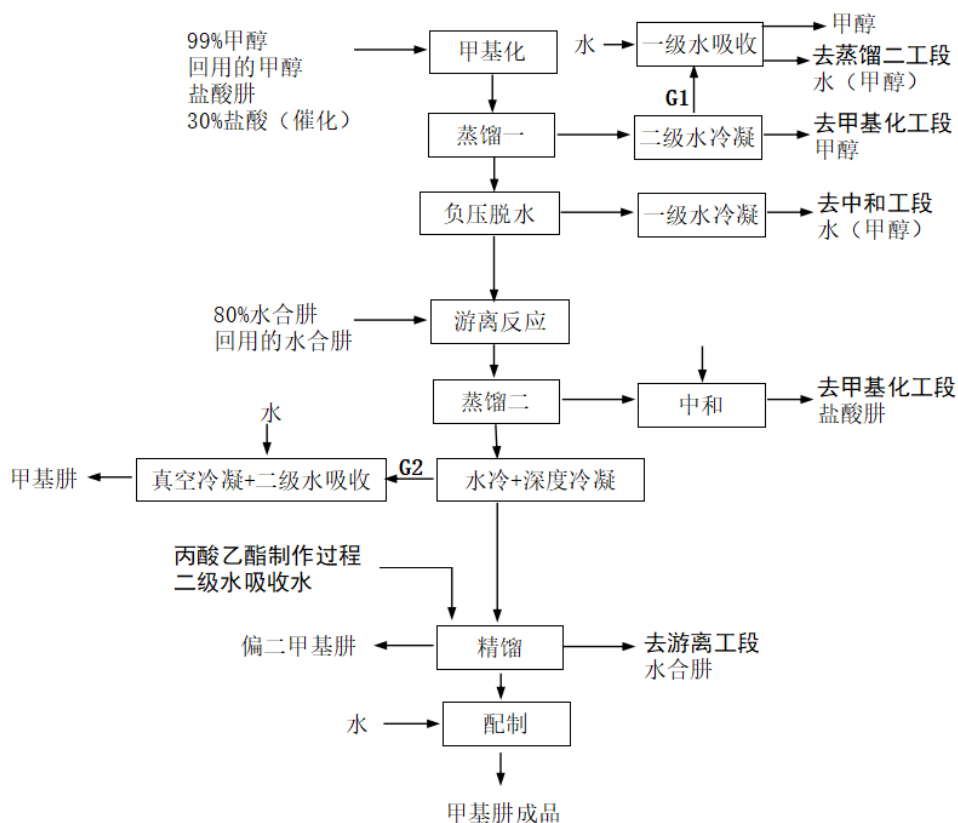 99%甲醇
回用的甲醇
盐酸肼
30%盐酸（催化）
甲基化
水
一级水吸收
甲醇
去蒸馏二工段
水（甲醇）
G1
蒸馏一
二级水冷凝
去甲基化工段
甲醇
负压脱水
一级水冷凝
去中和工段
水（甲醇）
80%水合肼
回用的水合肼
游离反应
蒸馏二
中和
去甲基化工段
盐酸肼
水
甲基肼
真空冷凝+二级水吸收
G2
水冷+深度冷凝
丙酸乙酯制作过程
二级水吸收水
偏二甲基肼
精馏
去游离工段
水合肼
水
配制
甲基肼成品